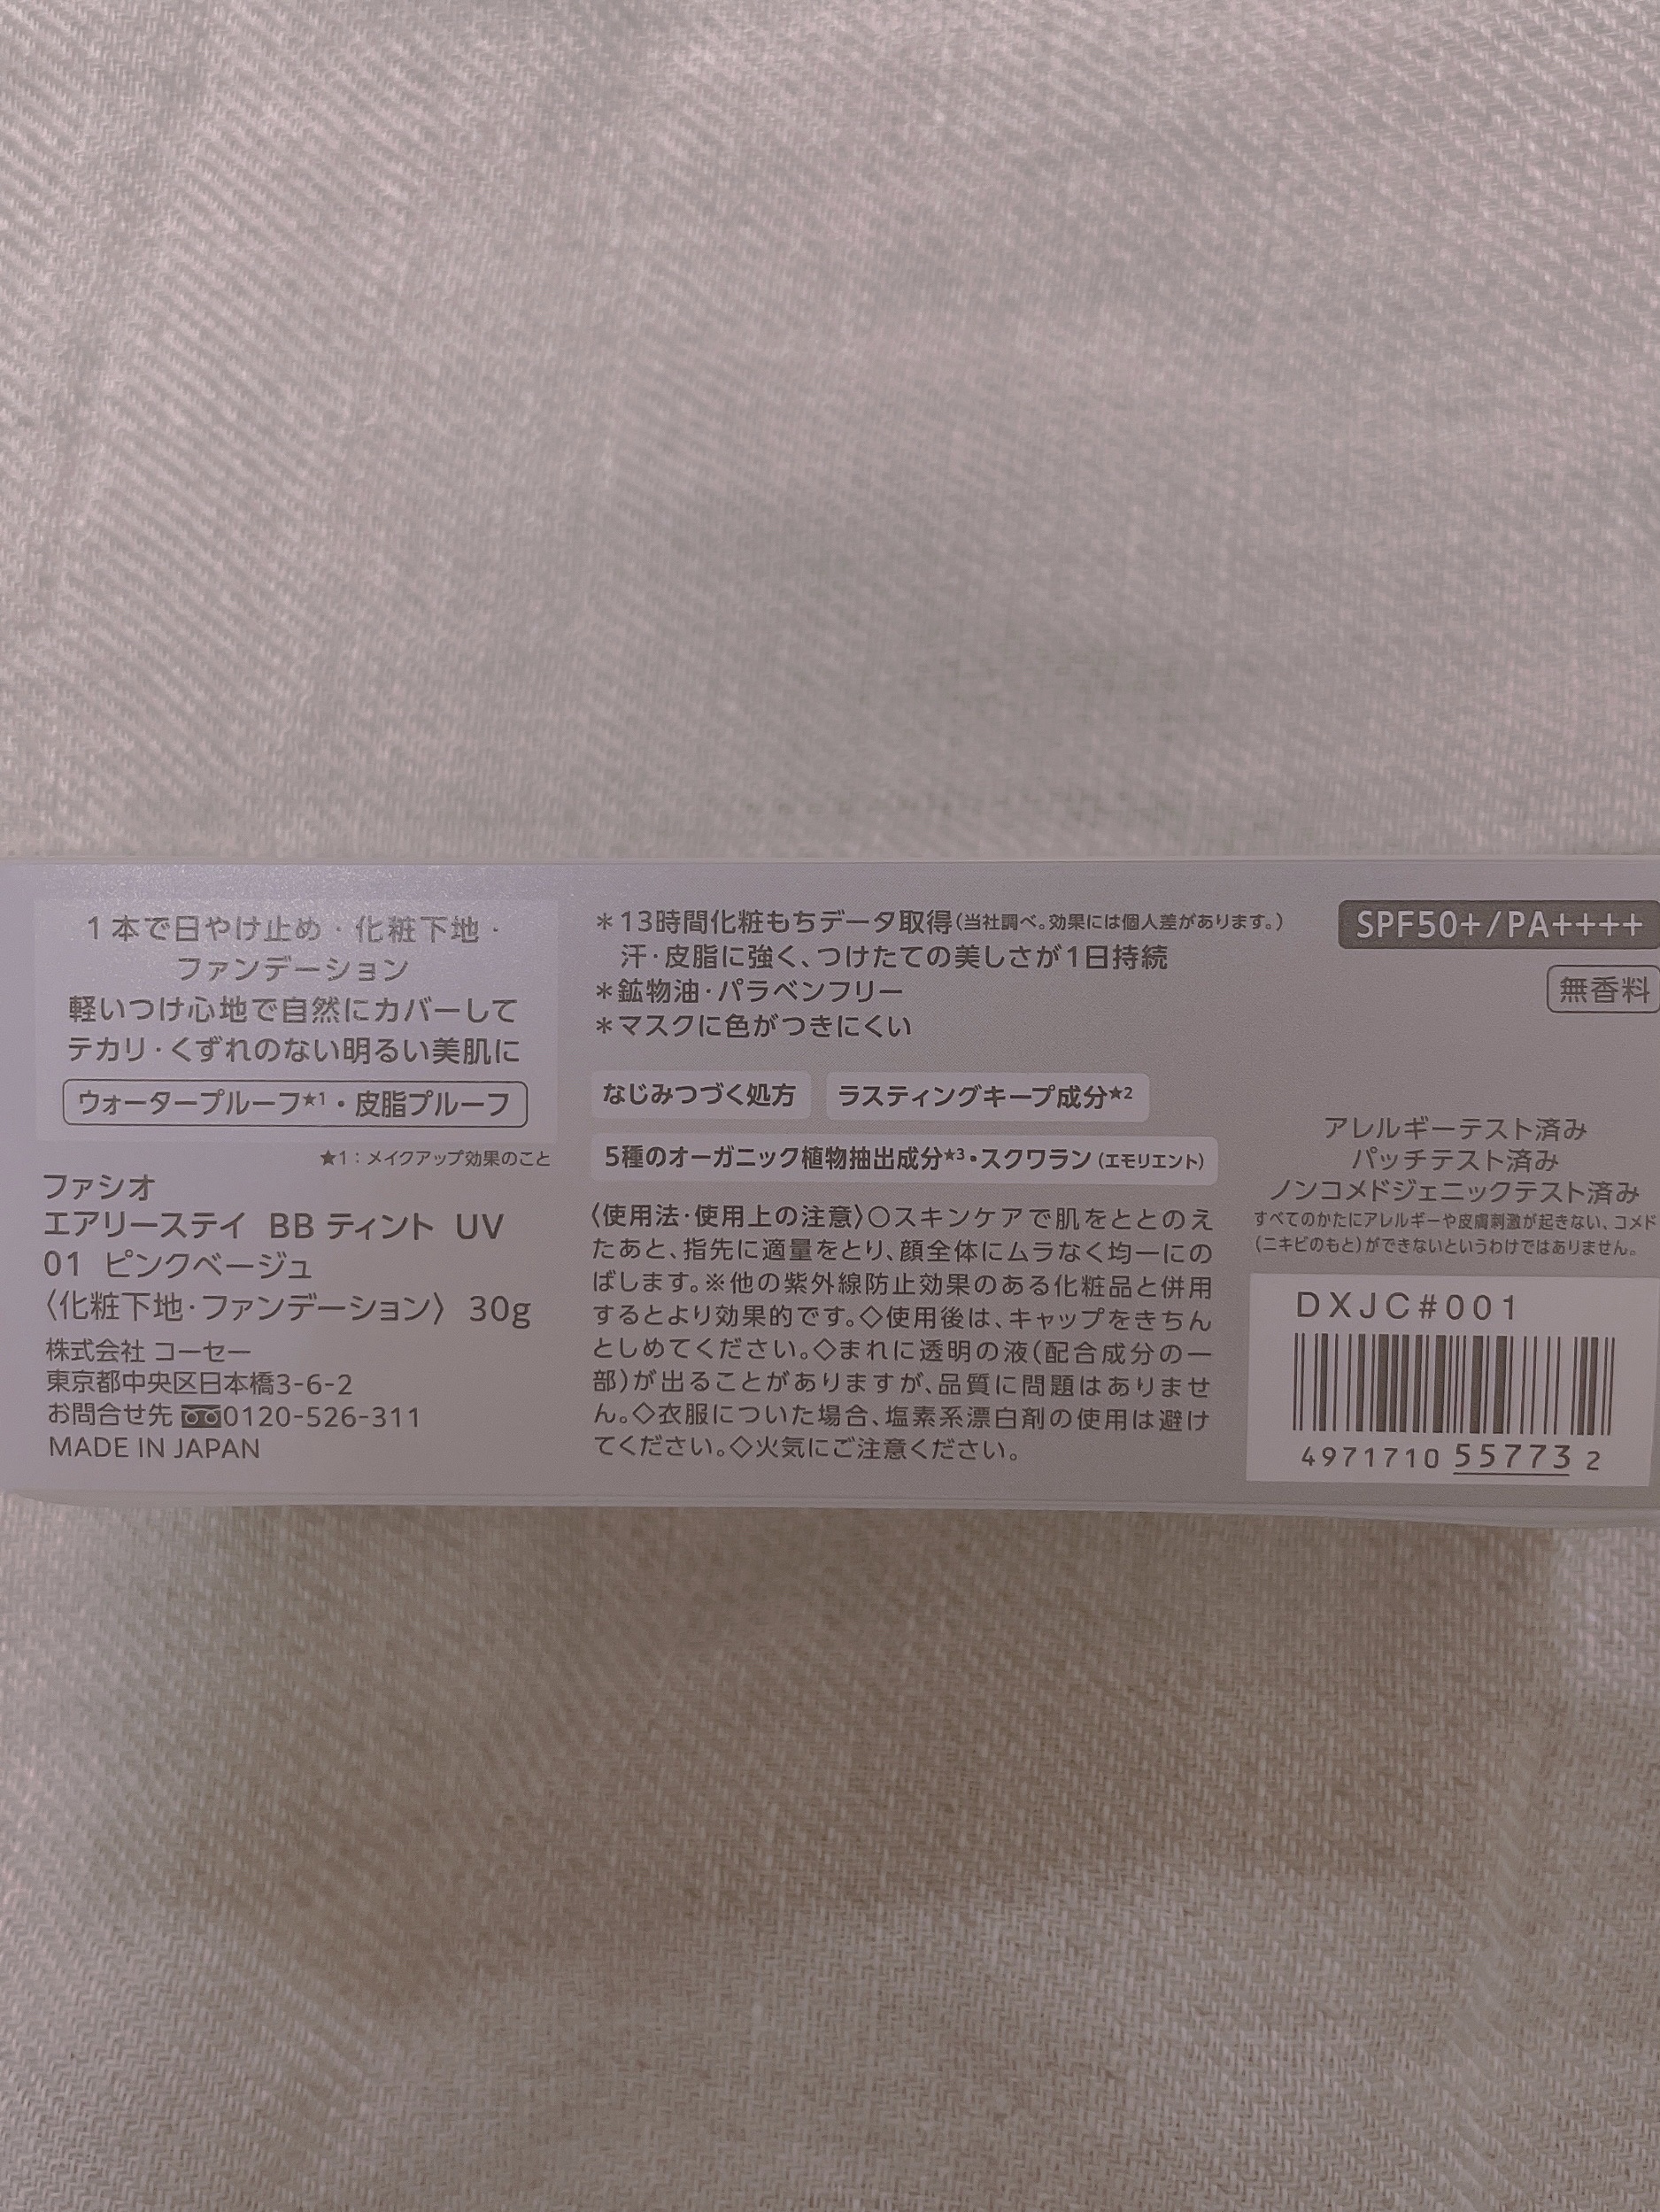 1本で日やけ止め・化粧下地・
ファンデーション
軽いつけ心地で自然にカバーして
テカリ・くずれのない明るい美肌に
ウォータープルーフ★1・皮脂プルーフ
★1：メイクアップ効果のこと
ファシオ
エアリーステイ BB ティント UV
01 ピンクベージュ
〈化粧下地・ファンデーション〉 30g
株式会社 コーセー
東京都中央区日本橋3-6-2
お問合せ先 0120-526-311
MADE IN JAPAN
＊13時間化粧もちデータ取得(当社調べ。効果には個人差があります。)
汗・皮脂に強く、つけたての美しさが1日持続
＊鉱物油・パラベンフリー
＊マスクに色がつきにくい
なじみつづく処方 ラスティングキープ成分★2
5種のオーガニック植物抽出成分★3・スクワラン(エモリエント)
〈使用法・使用上の注意〉○スキンケアで肌をととのえ
たあと、指先に適量をとり、顔全体にムラなく均一にの
ばします。※他の紫外線防止効果のある化粧品と併用
するとより効果的です。◇使用後は、キャップをきちん
としめてください。◇まれに透明の液(配合成分の一
部)が出ることがありますが、品質に問題はありませ
ん。◇衣服についた場合、塩素系漂白剤の使用は避け
てください。◇火気にご注意ください。
SPF50+/PA++++
無香料
アレルギーテスト済み
パッチテスト済み
ノンコメドジェニックテスト済み
すべてのかたにアレルギーや皮膚刺激が起きない、コメド
(ニキビのもと)ができないというわけではありません。
DXJC#001
4971710 55773 2